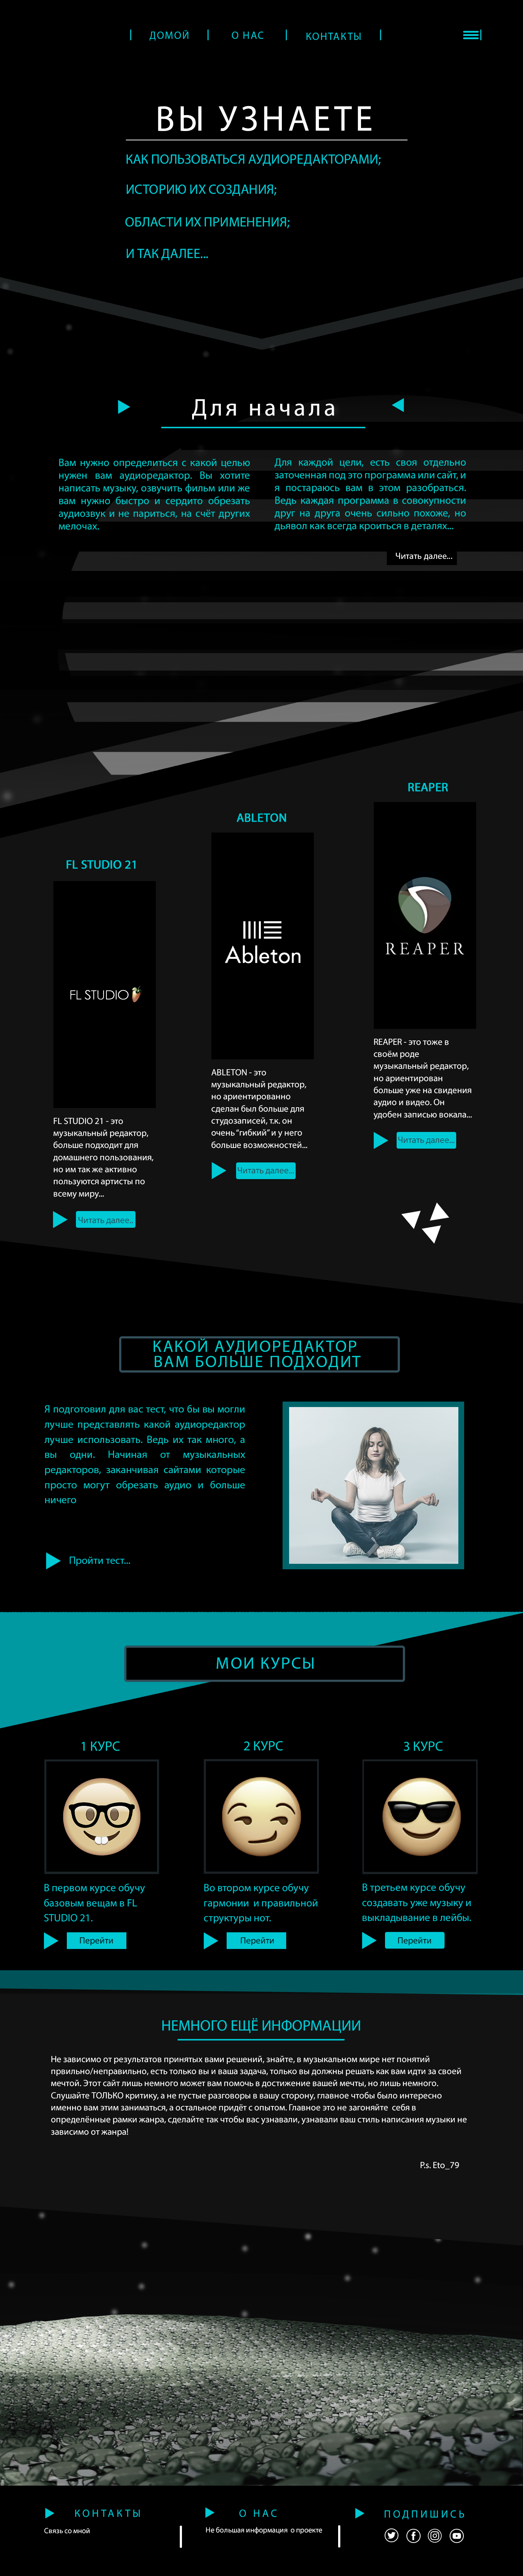 ДОМОЙ
О НАС
КОНТАКТЫ
ВЫ УЗНАЕТЕ
КАК ПОЛЬЗОВАТЬСЯ АУДИОРЕДАКТОРАМИ;
ИСТОРИЮ ИХ СОЗДАНИЯ;
ОБЛАСТИ ИХ ПРИМЕНЕНИЯ;
И ТАК ДАЛЕЕ...
Для начала
Вам нужно определиться с какой целью
нужен вам аудиоредактор. Вы хотите
написать музыку, озвучить фильм или же
вам нужно быстро и сердито обрезать
аудиозвук и не париться, на счёт других
мелочах.
Для каждой цели, есть своя отдельно
заточенная под это программа или сайт, и
я постараюсь вам в этом разобраться.
Ведь каждая программа в совокупности
друг на друга очень сильно похоже, но
дьявол как всегда кроиться в деталях...
Читать далее...
FL STUDIO 21
FL STUDIO
FL STUDIO 21 - это
музыкальный редактор,
больше подходит для
домашнего пользования,
но им так же активно
пользуются артисты по
всему миру...
Читать далее...
ABLETON
Ableton
ABLETON - это
музыкальный редактор,
но ариентированно
сделан был больше для
студозаписей, т.к. он
очень "гибкий" и у него
больше возможностей...
Читать далее...
REAPER
REAPER
REAPER - это тоже в
своём роде
музыкальный редактор,
но ариентирован
больше уже на свидения
аудио и видео. Он
удобен записью вокала...
Читать далее...
КАКОЙ АУДИОРЕДАКТОР
ВАМ БОЛЬШЕ ПОДХОДИТ
Я подготовил для вас тест, что бы вы могли
лучше представлять какой аудиоредактор
лучше использовать. Ведь их так много, а
вы одни. Начиная от музыкальных
редакторов, заканчивая сайтами которые
просто могут обрезать аудио и больше
ничего
Пройти тест...
МОИ КУРСЫ
1 КУРС
В первом курсе обучу
базовым вещам в FL
STUDIO 21.
Перейти
2 КУРС
Во втором курсе обучу
гармонии и правильной
структуры нот.
Перейти
3 КУРС
В третьем курсе обучу
создавать уже музыку и
выкладывание в лейбы.
Перейти
НЕМНОГО ЕЩЁ ИНФОРМАЦИИ
Не зависимо от результатов принятых вами решений, знайте, в музыкальном мире нет понятий
првильно/неправильно, есть только вы и ваша задача, только вы должны решать как вам идти за своей
мечтой. Этот сайт лишь немного может вам помочь в достижение вашей мечты, но лишь немного.
Слушайте ТОЛЬКО критику, а не пустые разговоры в вашу сторону, главное чтобы было интересно
именно вам этим заниматься, а остальное придёт с опытом. Главное это не загоняйте себя в
определённые рамки жанра, сделайте так чтобы вас узнавали, узнавали ваш стиль написания музыки не
зависимо от жанра!
P.s. Eto_79
КОНТАКТЫ
Связь со мной
О НАС
Не большая информация о проекте
ПОДПИШИСЬ